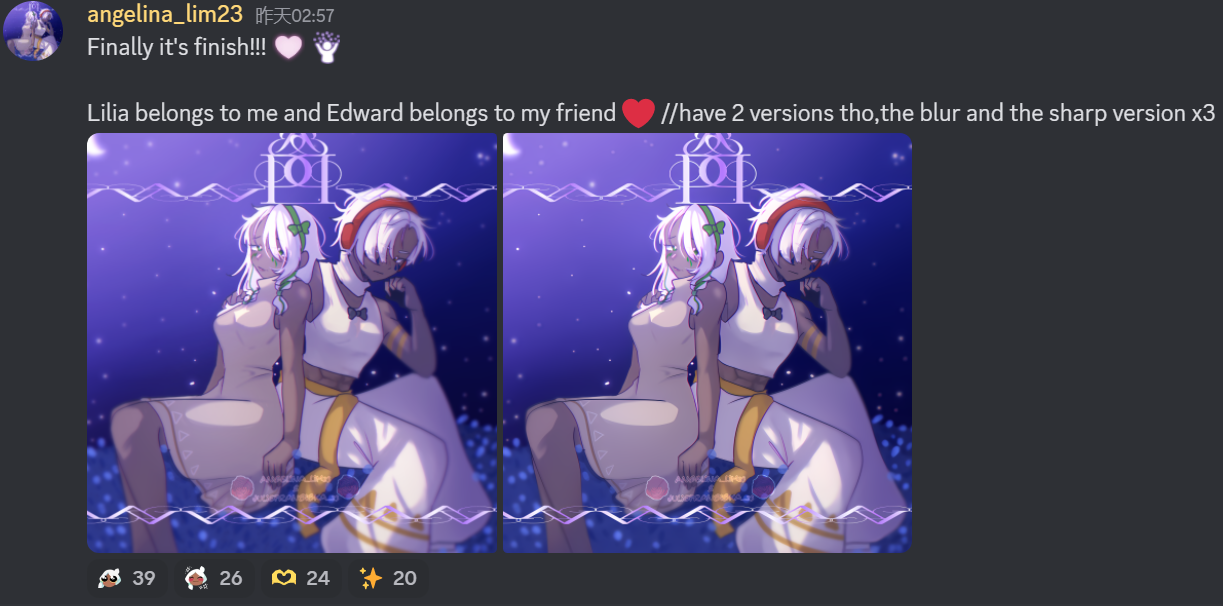 angelina_lim23 昨天02:57
Finally it's finish!!!
Lilia belongs to me and Edward belongs to my friend //have 2 versions tho,the blur and the sharp version x3
39 26 24 20